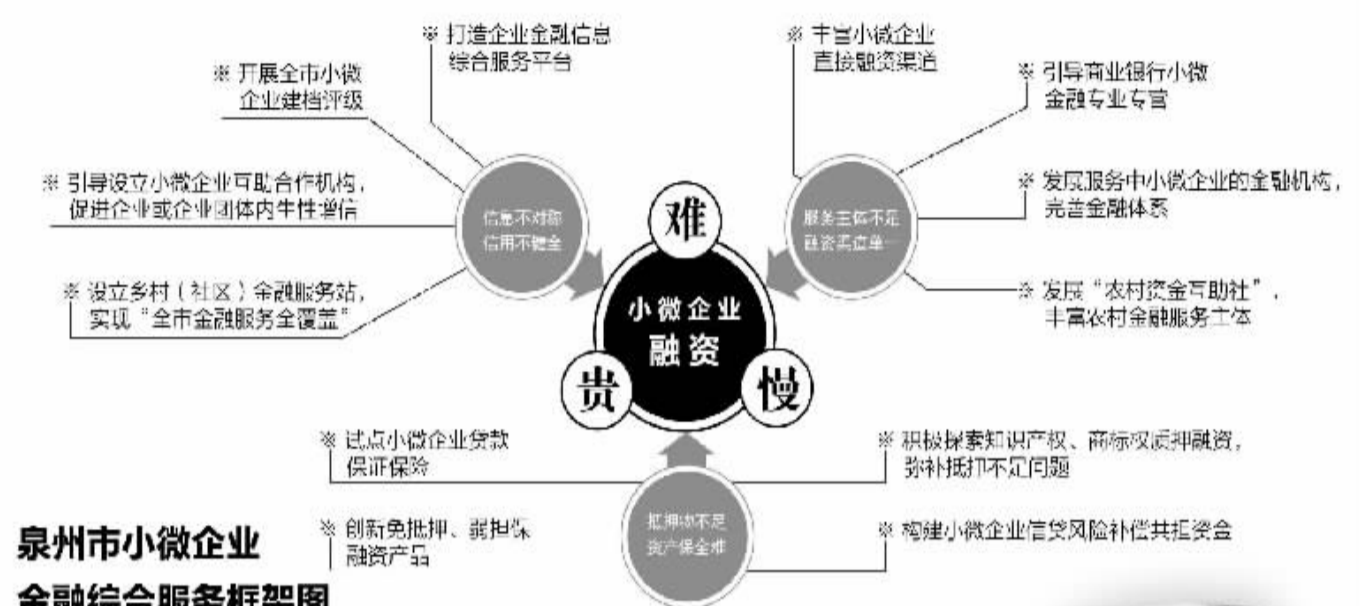 ※ 打造企业金融信息
综合服务平台
※ 开展全市小微
企业建档评级
※ 引导设立小微企业互助合作机构，
促进企业或企业团体内生性增信
※ 设立乡村（社区）金融服务站，
实现“全市金融服务全覆盖”
信息不对称
信用不健全
※ 丰富小微企业
直接融资渠道
※ 引导商业银行小微
金融专业专营
※ 发展服务中小微企业的金融机构，
完善金融体系
※ 发展“农村资金互助社”，
丰富农村金融服务主体
服务主体不足
融资渠道单一
难
小微企业
融资
贵
慢
※ 试点小微企业贷款
保证保险
※ 创新免抵押、弱担保
融资产品
抵押物不足
资产保全难
※ 积极探索知识产权、商标权质押融资，
弥补抵押不足问题
※ 构建小微企业信贷风险补偿共担资金
泉州市小微企业
金融综合服务框架图